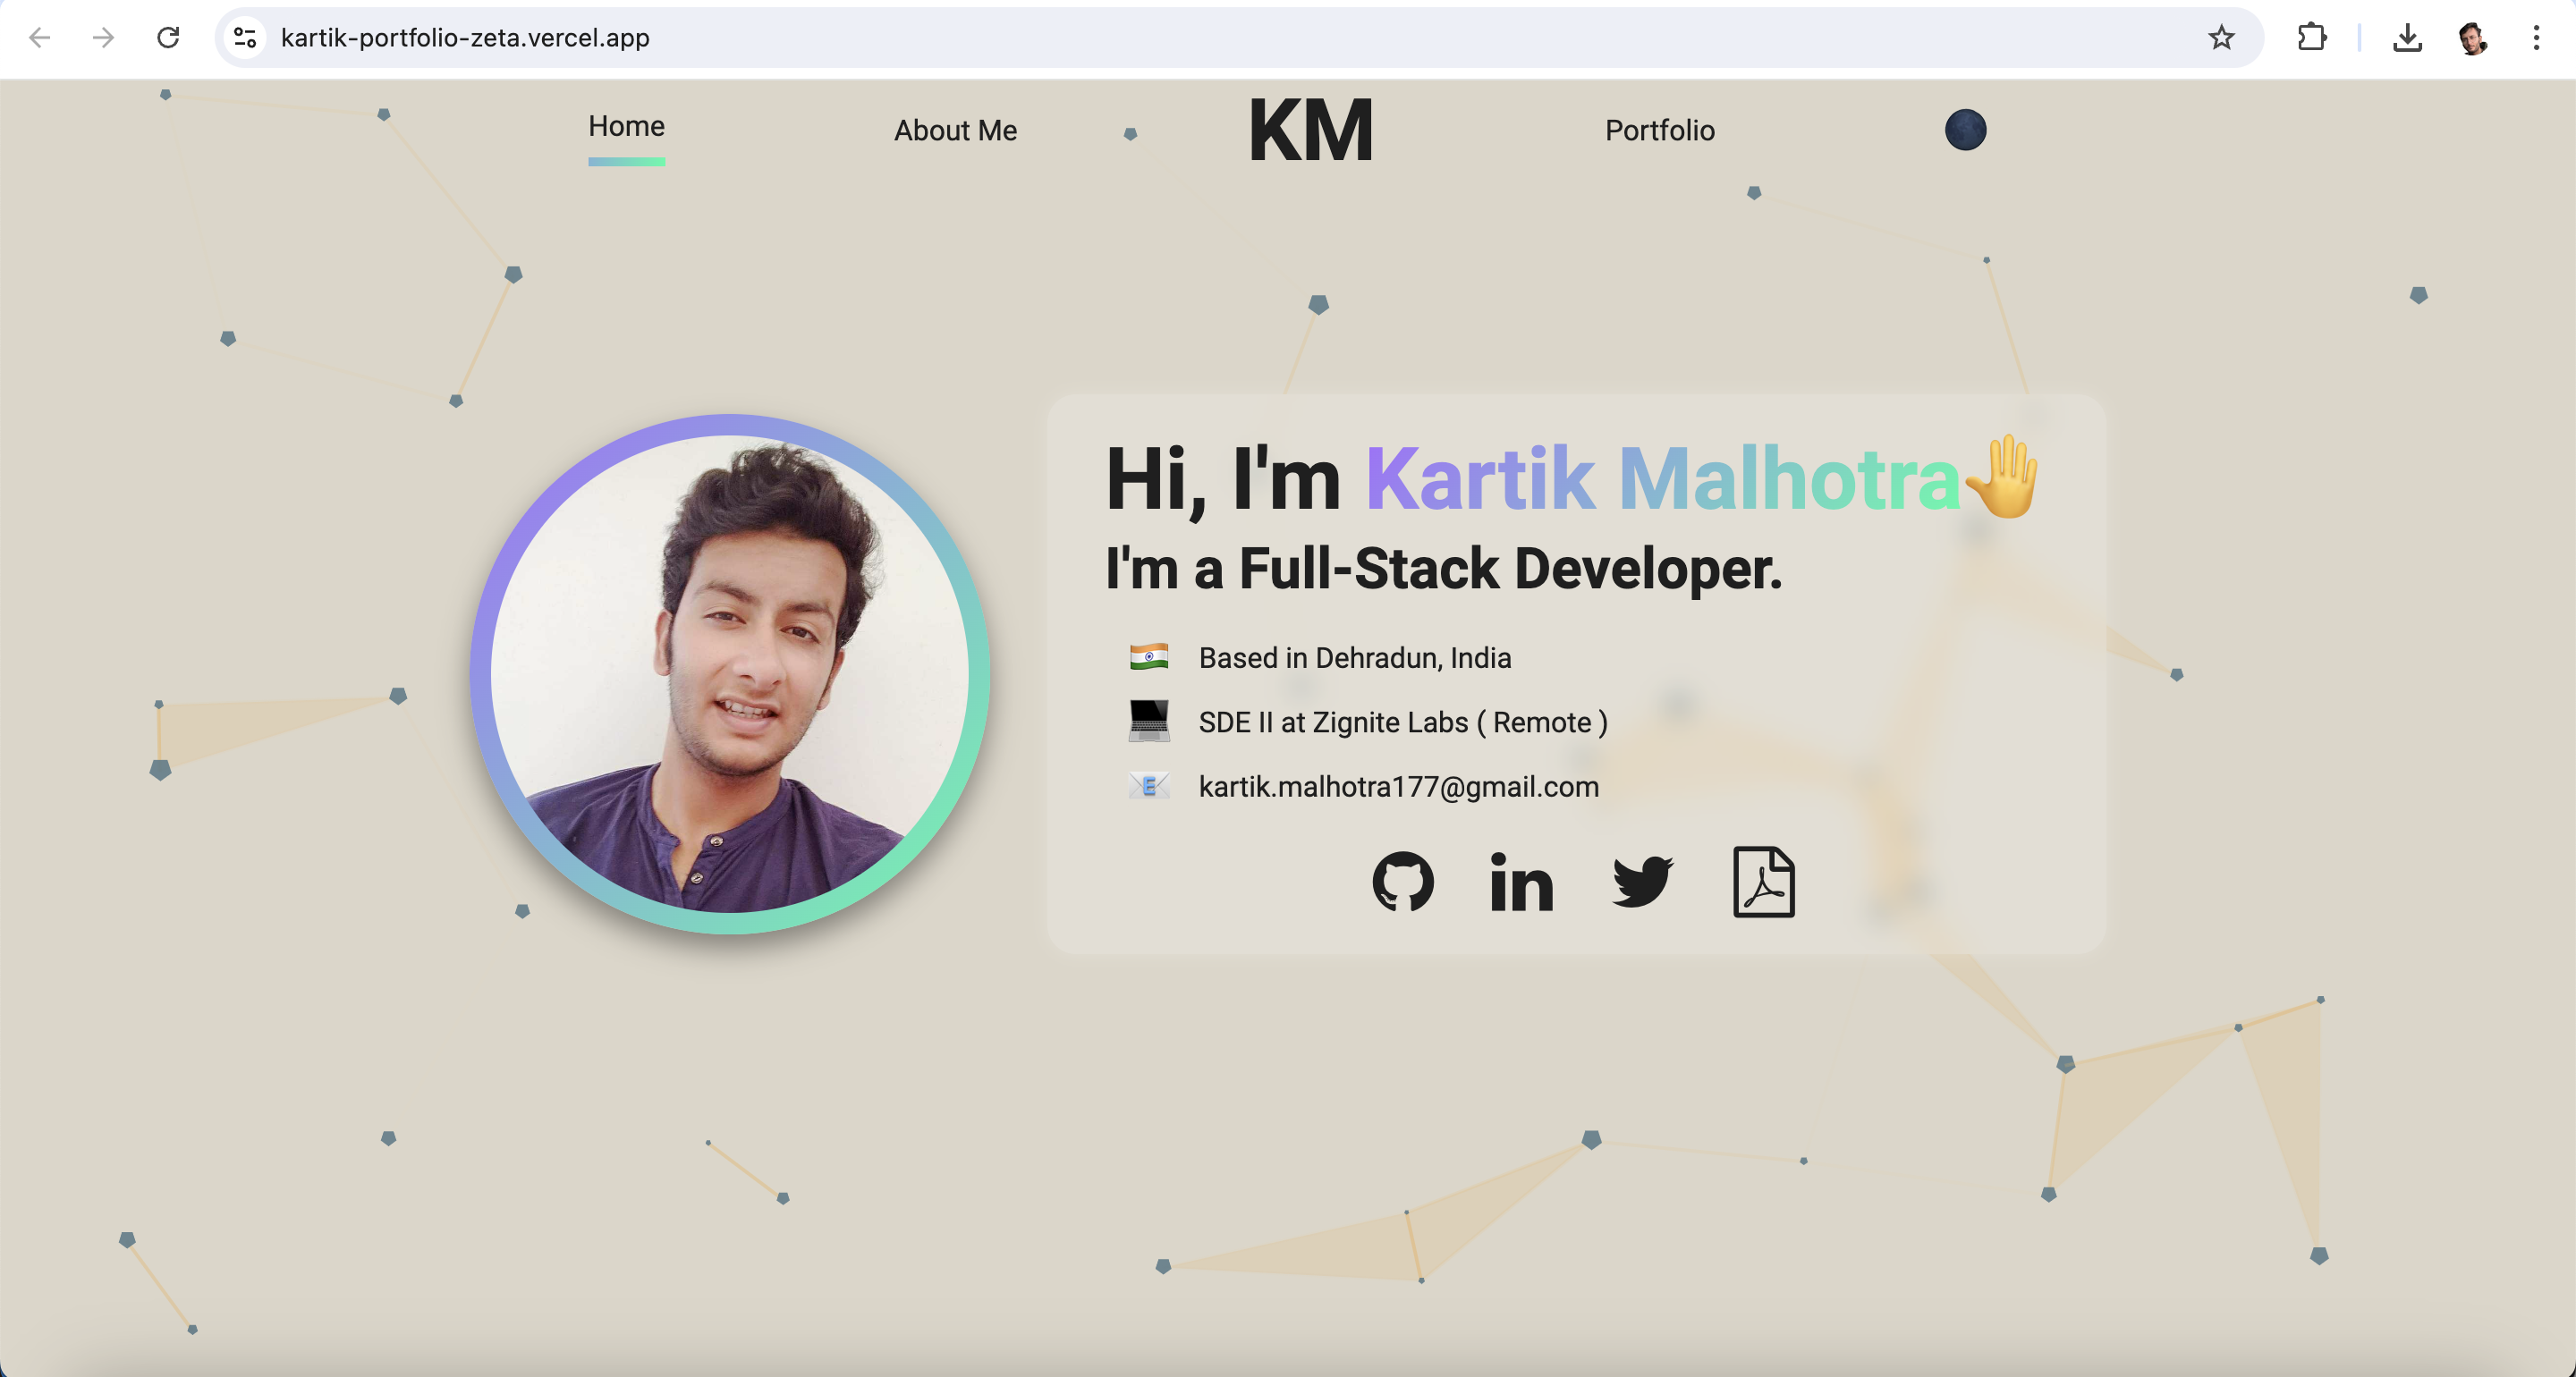 kartik-portfolio-zeta.vercel.app
Home
About Me
KM
Portfolio
Hi, I'm Kartik Malhotra🤚
I'm a Full-Stack Developer.
🇮🇳 Based in Dehradun, India
💻 SDE II at Zignite Labs ( Remote )
📧 kartik.malhotra177@gmail.com
in